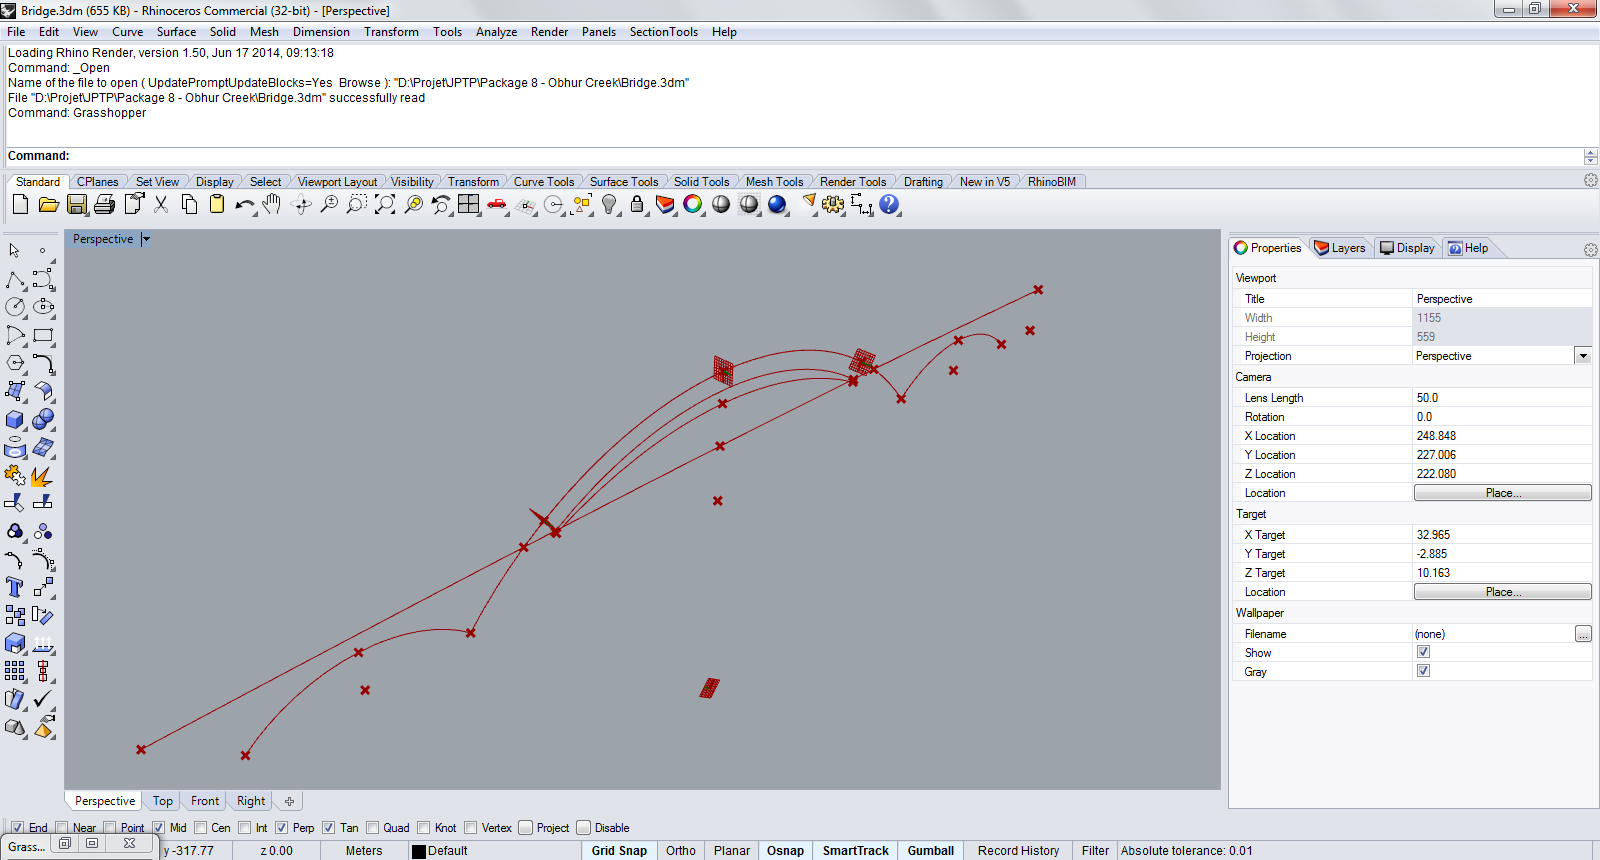 Bridge.3dm (655 KB) - Rhinoceros Commercial (32-bit) - [Perspective]
File Edit View Curve Surface Solid Mesh Dimension Transform Tools Analyze Render Panels SectionTools Help
Loading Rhino Render, version 1.50, Jun 17 2014, 09:13:18
Command: _Open
Name of the file to open ( UpdatePromptUpdateBlocks=Yes Browse ): "D:\Projet\JPTP\Package 8 - Obhur Creek\Bridge.3dm"
File "D:\Projet\JPTP\Package 8 - Obhur Creek\Bridge.3dm" successfully read
Command: Grasshopper
Command:
Standard CPlanes Set View Display Select Viewport Layout Visibility Transform Curve Tools Surface Tools Solid Tools Mesh Tools Render Tools Drafting New in V5 RhinoBIM
Perspective
Properties Layers Display Help
Viewport
Title Perspective
Width 1155
Height 559
Projection Perspective
Camera
Lens Length 50.0
Rotation 0.0
X Location 248.848
Y Location 227.006
Z Location 222.080
Location Place...
Target
X Target 32.965
Y Target -2.885
Z Target 10.163
Location Place...
Wallpaper
Filename (none) ...
Show
Gray
Perspective Top Front Right
End Near Point Mid Cen Int Perp Tan Quad Knot Vertex Project Disable
Grass... y -317.77 z 0.00 Meters Default Grid Snap Ortho Planar Osnap SmartTrack Gumball Record History Filter Absolute tolerance: 0.01